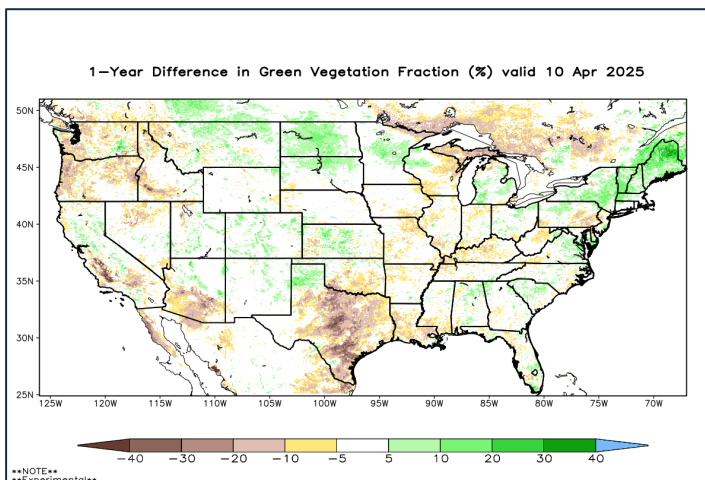 1-Year Difference in Green Vegetation Fraction (%) valid 10 Apr 2025
50N
45N
40N
35N
30N
25N
125W 120W 115W 110W 105W 100W 95W 90W 85W 80W 75W 70W
-40 -30 -20 -10 -5 5 10 20 30 40
**NOTE**
**Experimental**